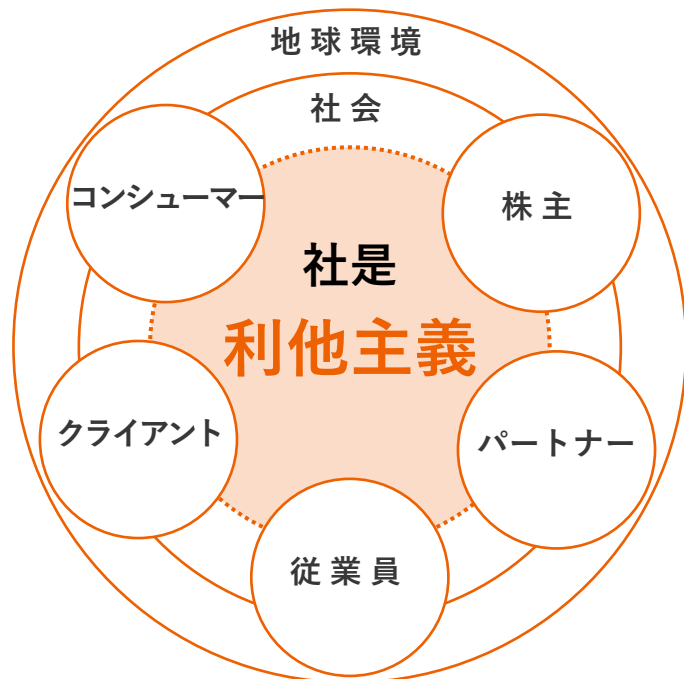 地球環境
社会
コンシューマー
株主
社是
利他主義
クライアント
パートナー
従業員